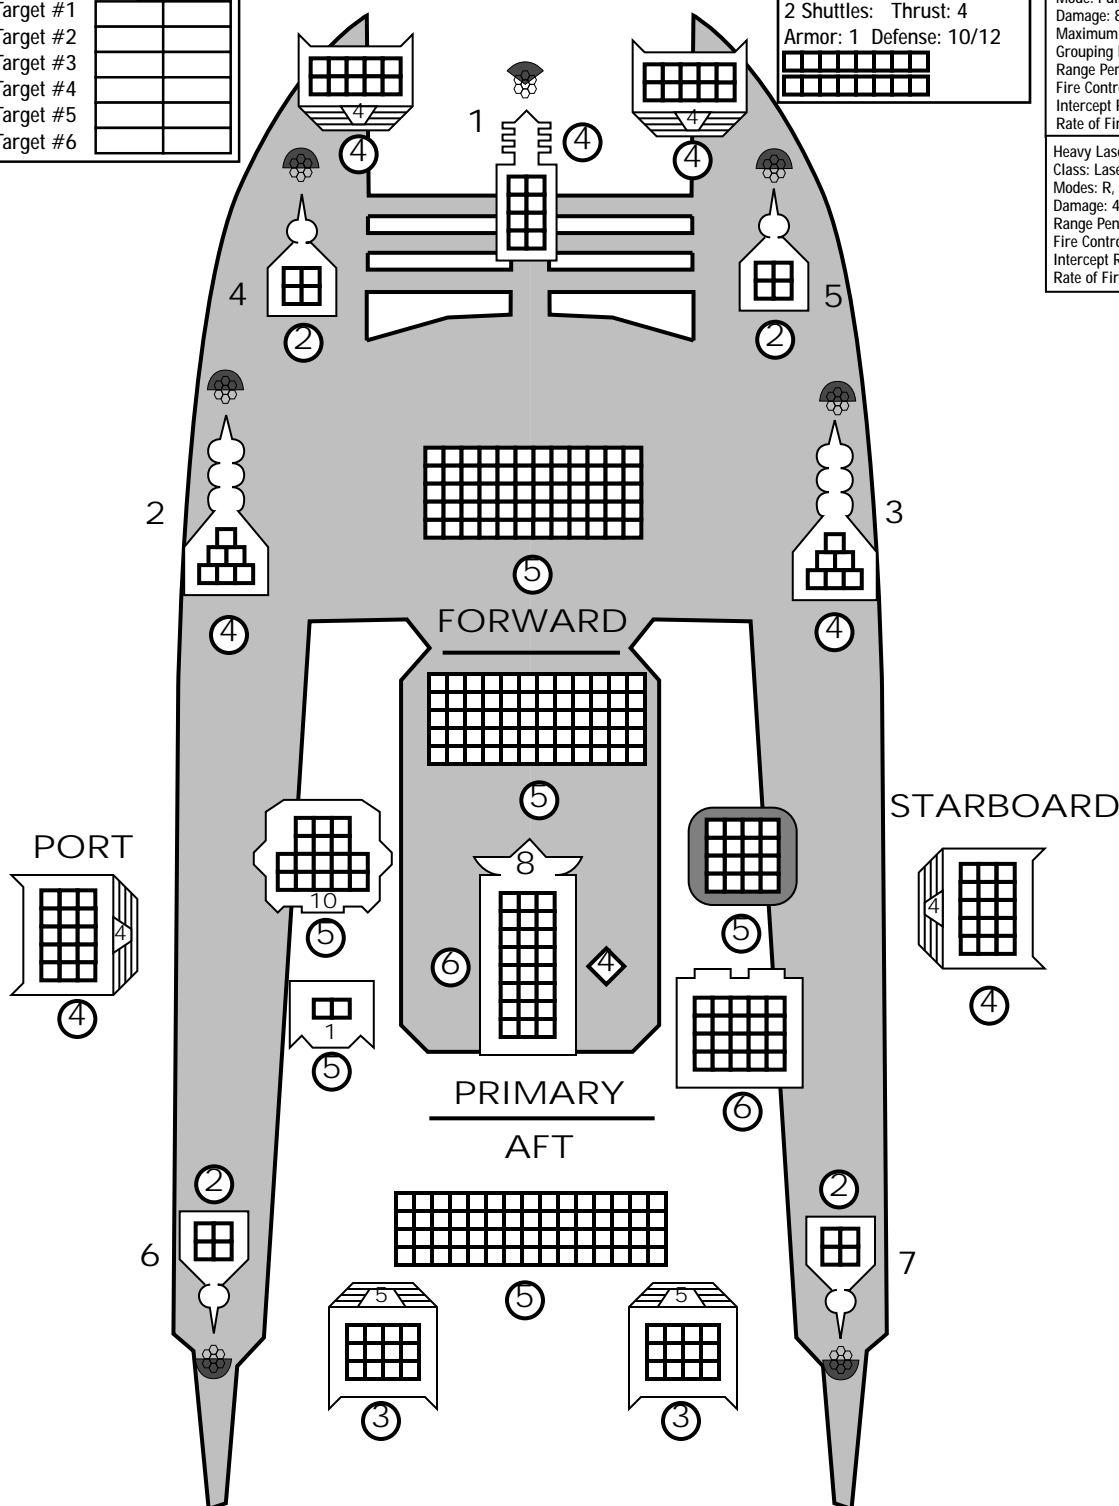 Target #1
Target #2
Target #3
Target #4
Target #5
Target #6
2 Shuttles: Thrust: 4
Armor: 1 Defense: 10/12
Damage: 8
Maximum
Grouping
Range Pen
Fire Contro
Intercept R
Rate of Fir
Heavy Lase
Class: Lase
Modes: R,
Damage: 4
Range Pen
Fire Contro
Intercept R
Rate of Fir
4
4
4
4
1
4
4
5
2
2
2
3
5
4
4
FORWARD
5
STARBOARD
PORT
8
10
5
5
4
4
6
4
4
4
1
5
PRIMARY
6
AFT
2
2
6
7
5
5
5
3
3